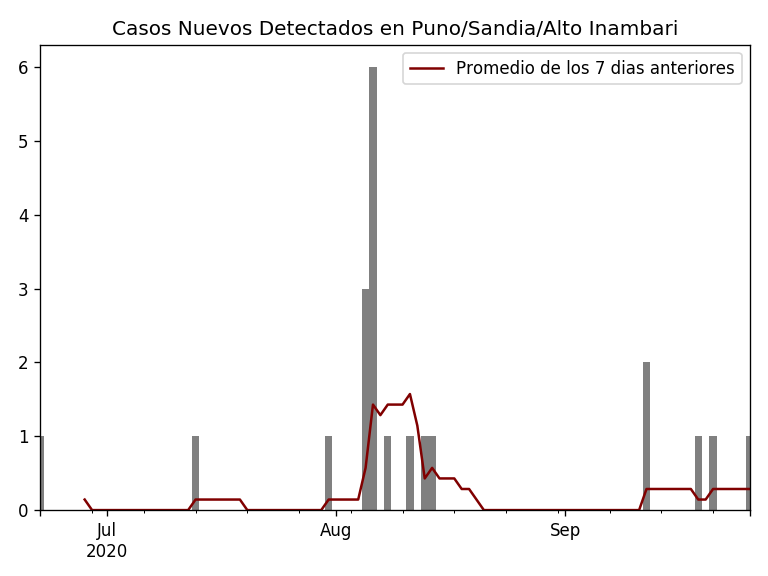 Casos Nuevos Detectados en Puno/Sandia/Alto Inambari
Promedio de los 7 dias anteriores
6
5
4
3
2
1
0
Jul
2020
Aug
Sep